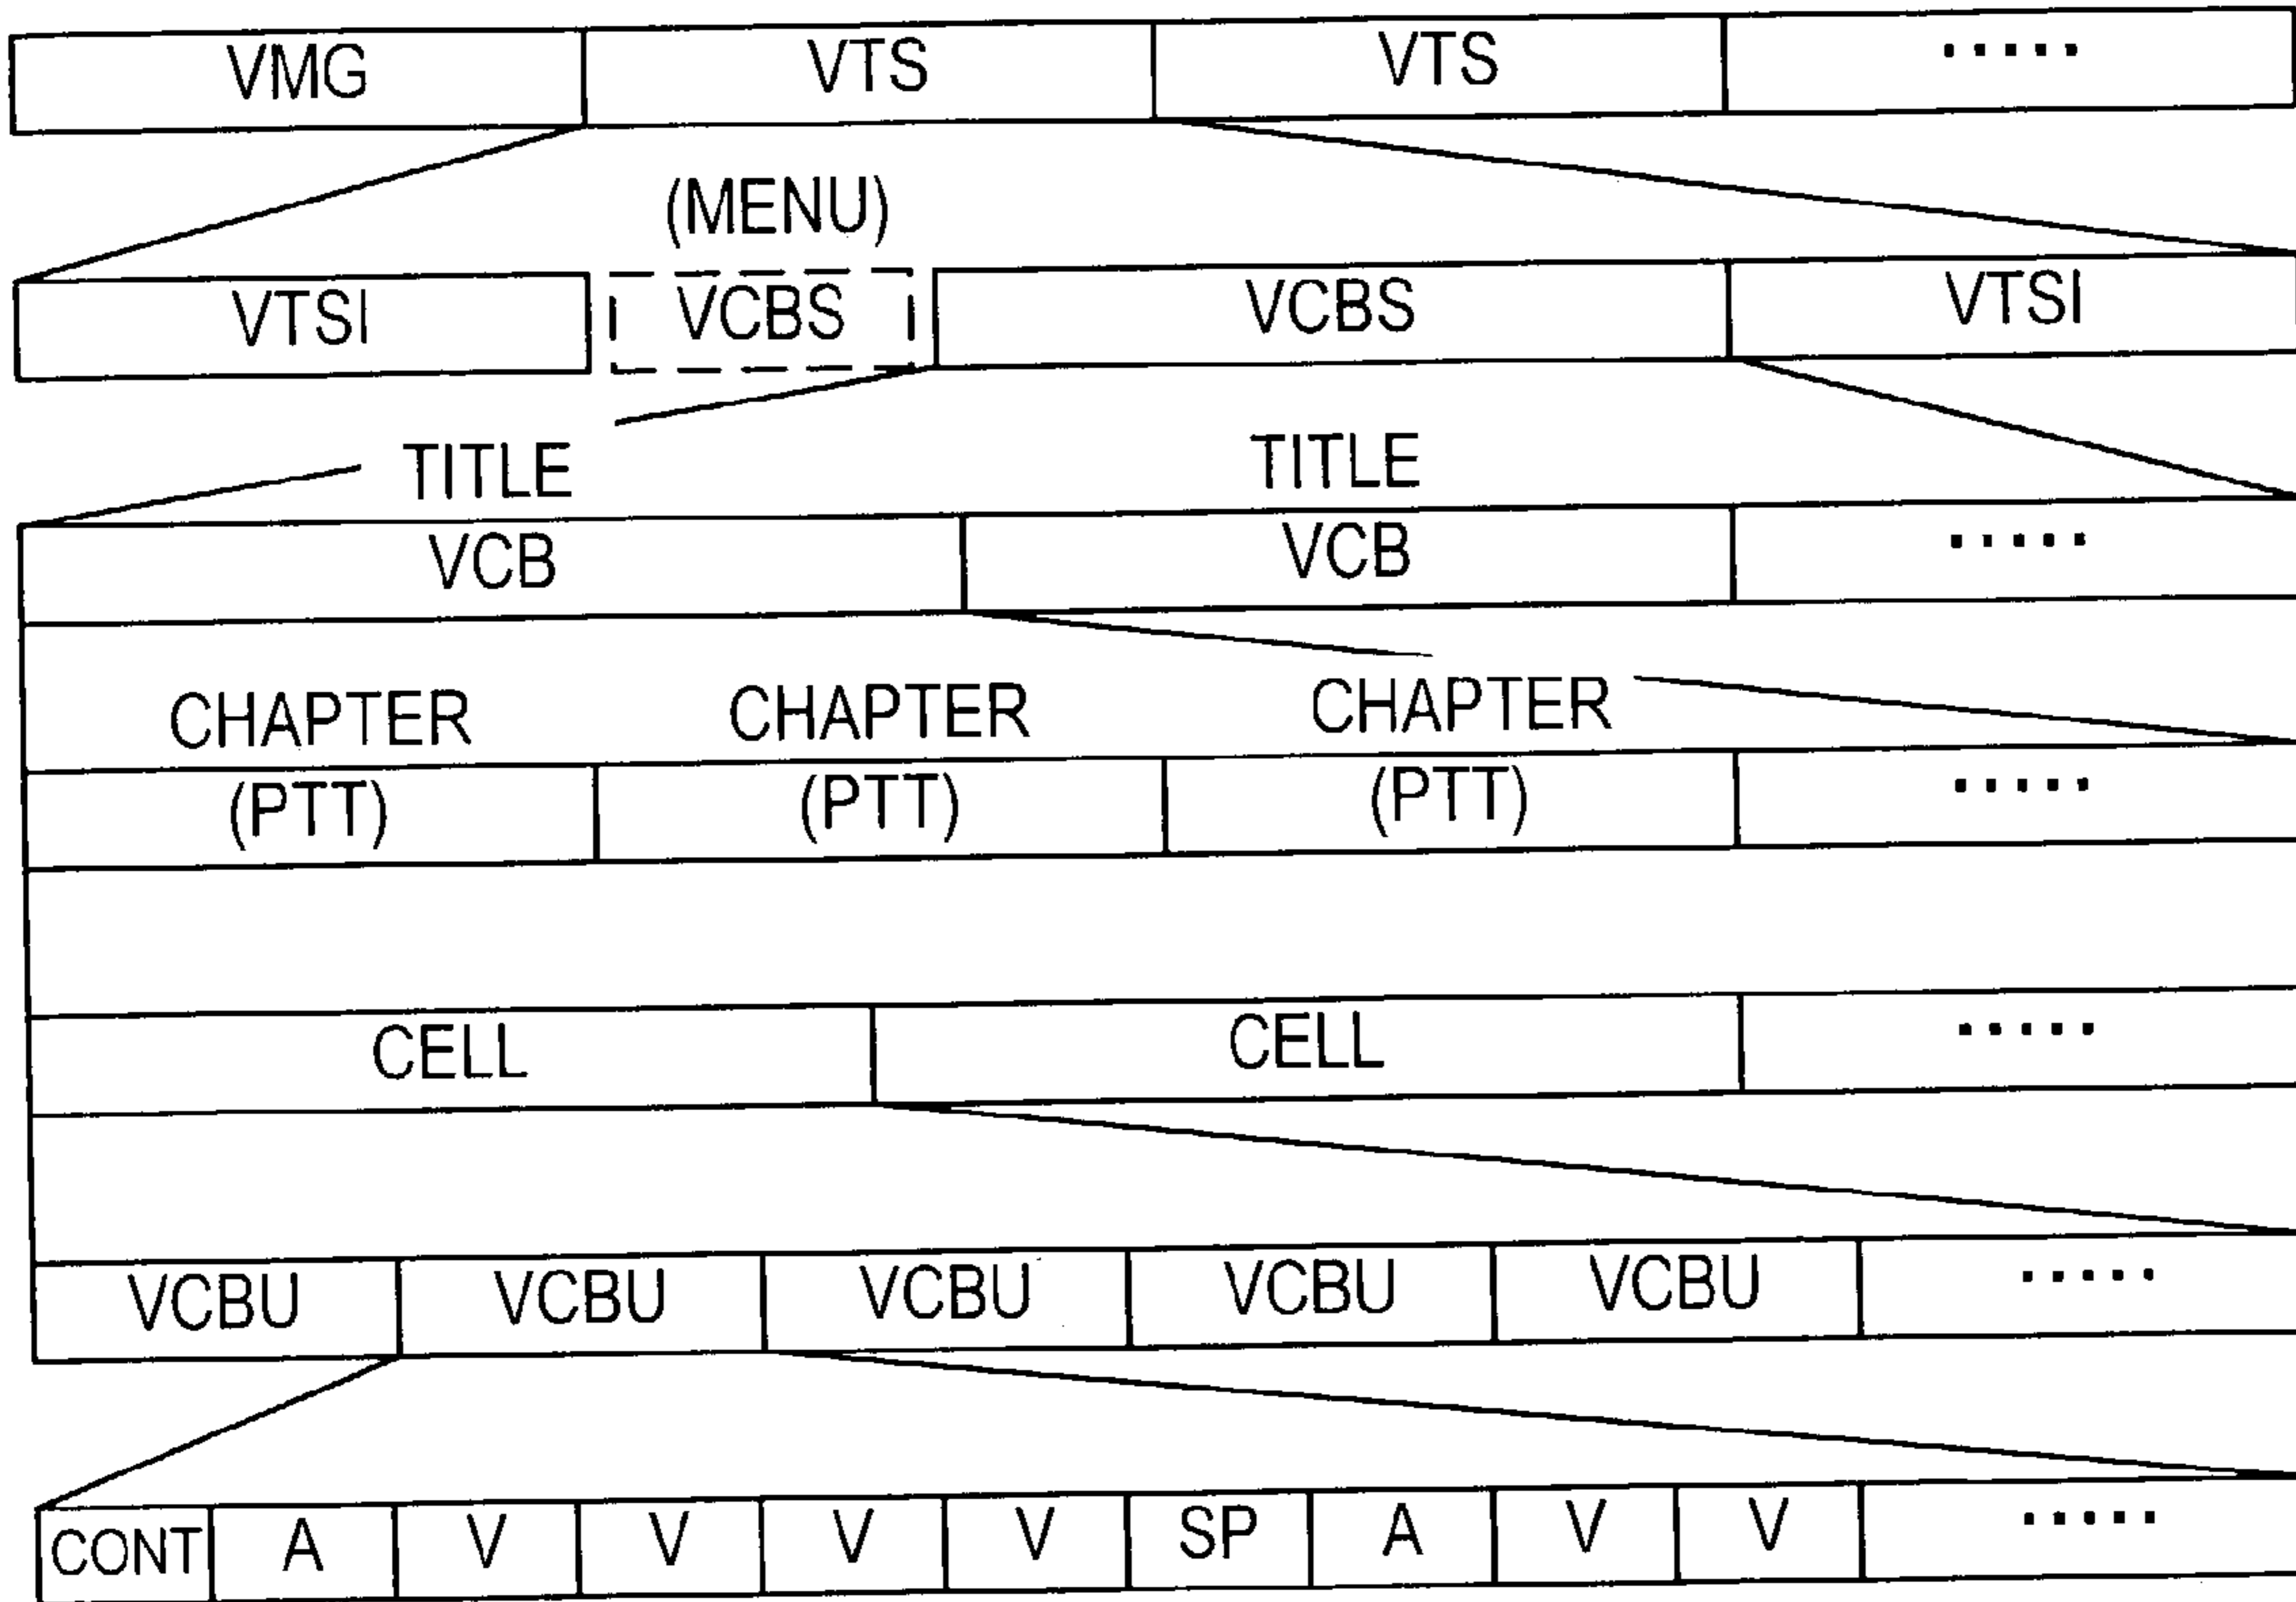 VMG VTS VTS .....
(MENU)
VTSI VCBS VCBS VTSI
TITLE TITLE
VCB VCB .....
CHAPTER CHAPTER CHAPTER
(PTT) (PTT) (PTT) .....
CELL CELL .....
VCBU VCBU VCBU VCBU VCBU .....
CONT A V V V V SP A V V .....